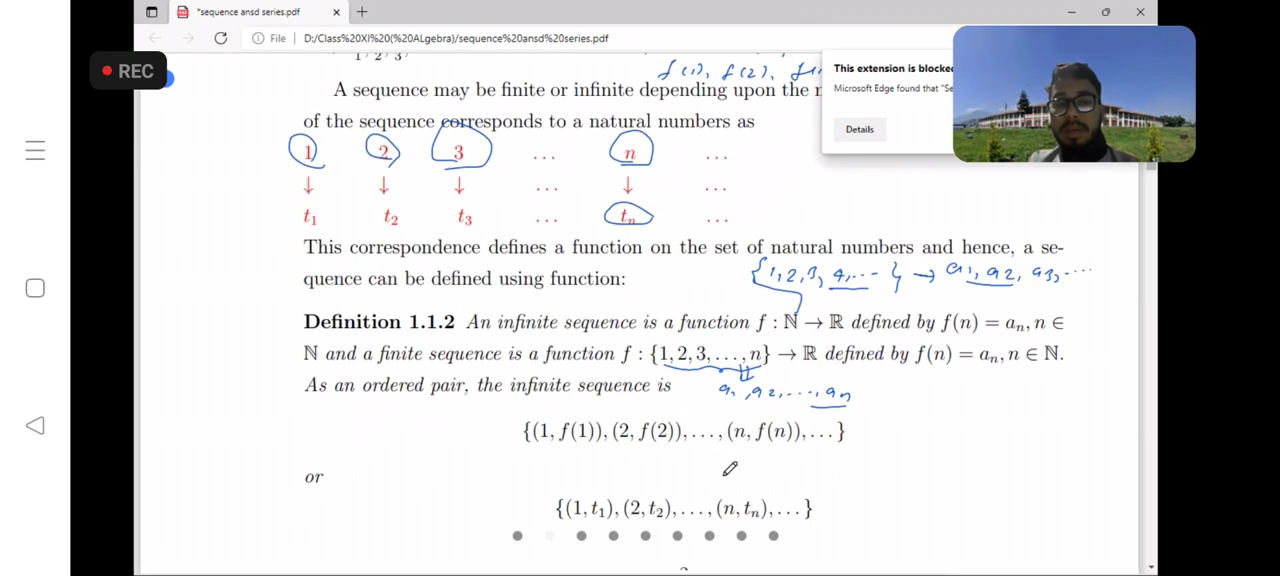 *sequence ansd series.pdf
File | D:/Class%20XI%20(%20ALgebra)/sequence%20ansd%20series.pdf
REC
1, 2, 3,
f(1), f(2),
This extension is blocked
Microsoft Edge found that "Se
Details
A sequence may be finite or infinite depending upon the
of the sequence corresponds to a natural numbers as
1 2 3 ... n ...
↓ ↓ ↓ ... ↓ ...
t₁ t₂ t₃ ... tₙ ...
This correspondence defines a function on the set of natural numbers and hence, a se-
quence can be defined using function:
{1, 2, 3, 4, ... } → a1, a2, a3, ...
Definition 1.1.2 An infinite sequence is a function f : ℕ → ℝ defined by f(n) = aₙ, n ∈
ℕ and a finite sequence is a function f : {1, 2, 3, ..., n} → ℝ defined by f(n) = aₙ, n ∈ ℕ.
As an ordered pair, the infinite sequence is
a1, a2, ..., an
{(1, f(1)), (2, f(2)), ..., (n, f(n)), ...}
or
{(1, t₁), (2, t₂), ..., (n, tₙ), ...}